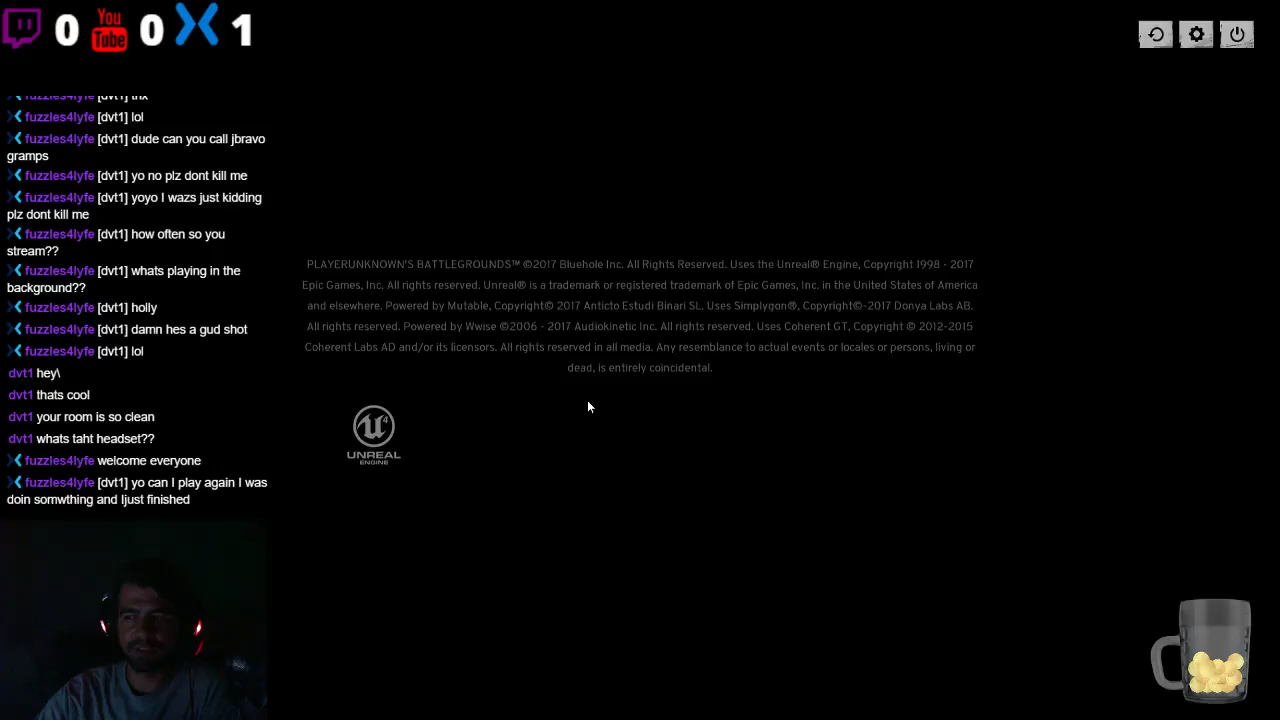 0 You Tube 0 1
fuzzles4lyfe [dvt1] thx
fuzzles4lyfe [dvt1] lol
fuzzles4lyfe [dvt1] dude can you call jbravo
gramps
fuzzles4lyfe [dvt1] yo no plz dont kill me
fuzzles4lyfe [dvt1] yoyo I wazs just kidding
plz dont kill me
fuzzles4lyfe [dvt1] how often so you
stream??
fuzzles4lyfe [dvt1] whats playing in the
background??
fuzzles4lyfe [dvt1] holly
fuzzles4lyfe [dvt1] damn hes a gud shot
fuzzles4lyfe [dvt1] lol
dvt1 hey\
dvt1 thats cool
dvt1 your room is so clean
dvt1 whats taht headset??
fuzzles4lyfe welcome everyone
fuzzles4lyfe [dvt1] yo can I play again I was
doin somwthing and Ijust finished
PLAYERUNKNOWN'S BATTLEGROUNDS™ ©2017 Bluehole Inc. All Rights Reserved. Uses the Unreal® Engine, Copyright 1998 - 2017
Epic Games, Inc. All rights reserved. Unreal® is a trademark or registered trademark of Epic Games, Inc. in the United States of America
and elsewhere. Powered by Mutable, Copyright© 2017 Anticto Estudi Binari SL. Uses Simplygon®, Copyright©-2017 Donya Labs AB.
All rights reserved. Powered by Wwise ©2006 - 2017 Audiokinetic Inc. All rights reserved. Uses Coherent GT, Copyright © 2012-2015
Coherent Labs AD and/or its licensors. All rights reserved in all media. Any resemblance to actual events or locales or persons, living or
dead, is entirely coincidental.
4
UNREAL
ENGINE